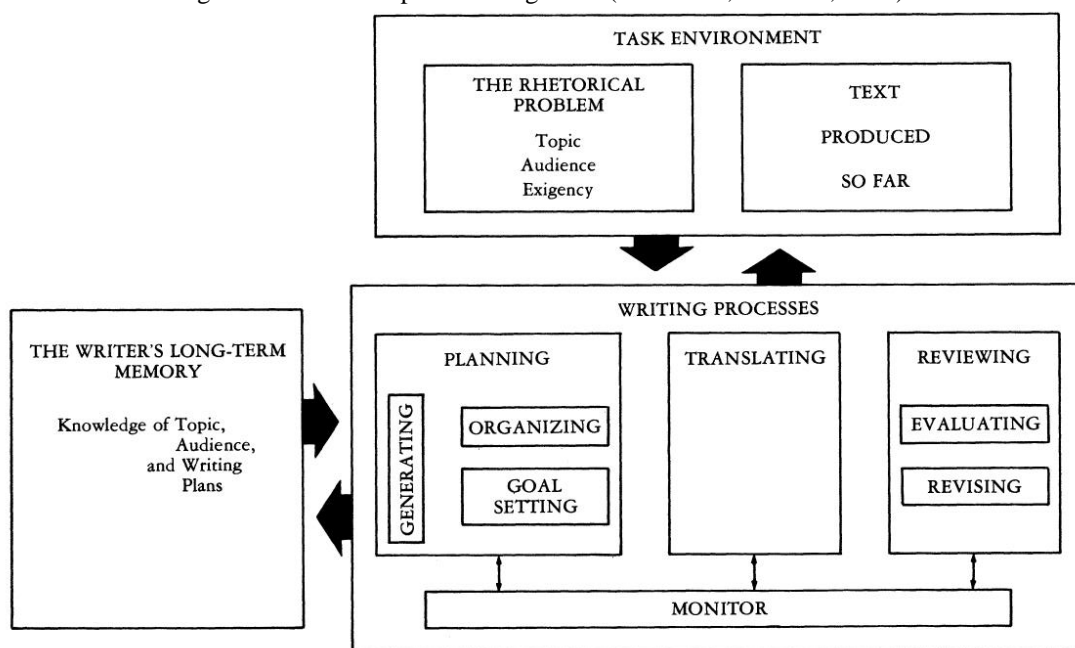 TASK ENVIRONMENT
THE RHETORICAL
PROBLEM
Topic
Audience
Exigency
TEXT
PRODUCED
SO FAR
WRITING PROCESSES
THE WRITER'S LONG-TERM
MEMORY
Knowledge of Topic,
Audience,
and Writing
Plans
PLANNING
GENERATING
ORGANIZING
GOAL
SETTING
TRANSLATING
REVIEWING
EVALUATING
REVISING
MONITOR